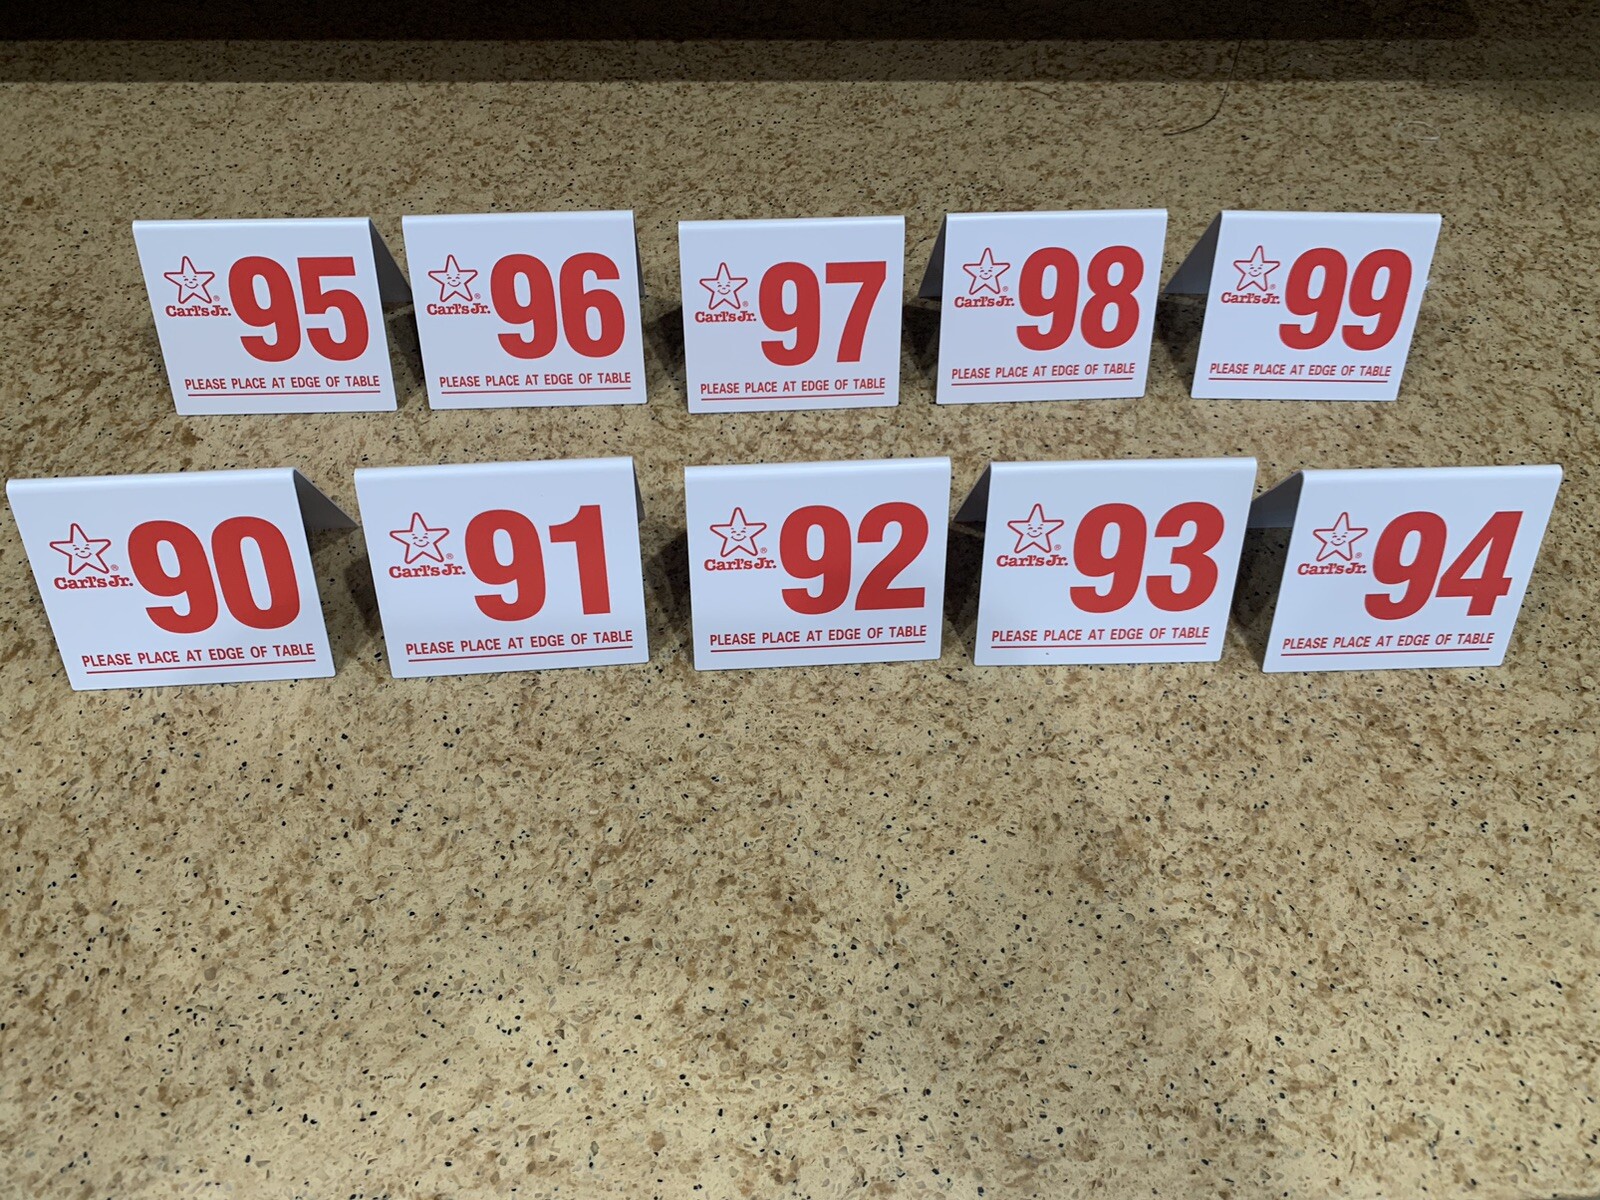 Carl's Jr.® 95
PLEASE PLACE AT EDGE OF TABLE
Carl's Jr.® 96
PLEASE PLACE AT EDGE OF TABLE
Carl's Jr.® 97
PLEASE PLACE AT EDGE OF TABLE
Carl's Jr.® 98
PLEASE PLACE AT EDGE OF TABLE
Carl's Jr.® 99
PLEASE PLACE AT EDGE OF TABLE
Carl's Jr.® 90
PLEASE PLACE AT EDGE OF TABLE
Carl's Jr.® 91
PLEASE PLACE AT EDGE OF TABLE
Carl's Jr.® 92
PLEASE PLACE AT EDGE OF TABLE
Carl's Jr.® 93
PLEASE PLACE AT EDGE OF TABLE
Carl's Jr.® 94
PLEASE PLACE AT EDGE OF TABLE